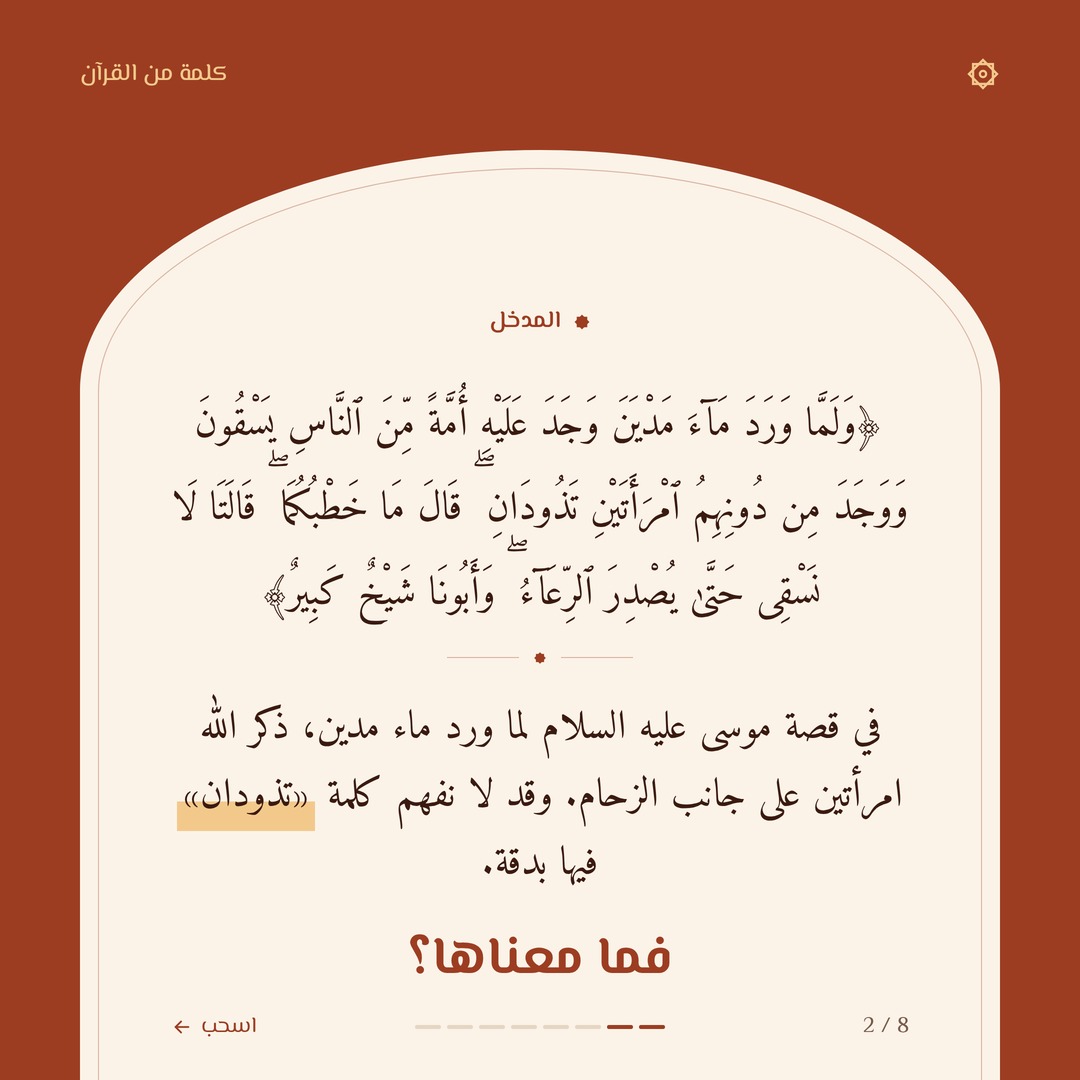 كلمة من القرآن
المدخل
﴿وَلَمَّا وَرَدَ مَآءَ مَدْيَنَ وَجَدَ عَلَيْهِ أُمَّةً مِّنَ ٱلنَّاسِ يَسْقُونَ
وَوَجَدَ مِن دُونِهِمُ ٱمْرَأَتَيْنِ تَذُودَانِ ۖ قَالَ مَا خَطْبُكُمَا ۖ قَالَتَا لَا
نَسْقِى حَتَّىٰ يُصْدِرَ ٱلرِّعَآءُ ۖ وَأَبُونَا شَيْخٌ كَبِيرٌ﴾
في قصة موسى عليه السلام لما ورد ماء مدين، ذكر الله
امرأتين على جانب الزحام. وقد لا نفهم كلمة «تذودان»
فيها بدقة.
فما معناها؟
2 / 8
اسحب ←